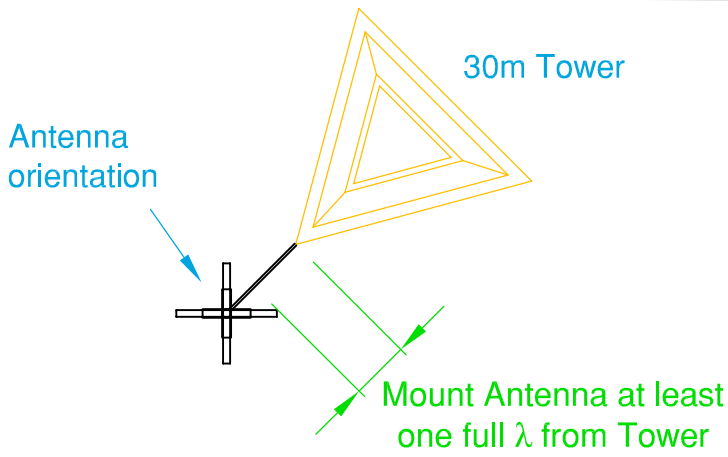 30m Tower
Antenna
orientation
Mount Antenna at least
one full λ from Tower